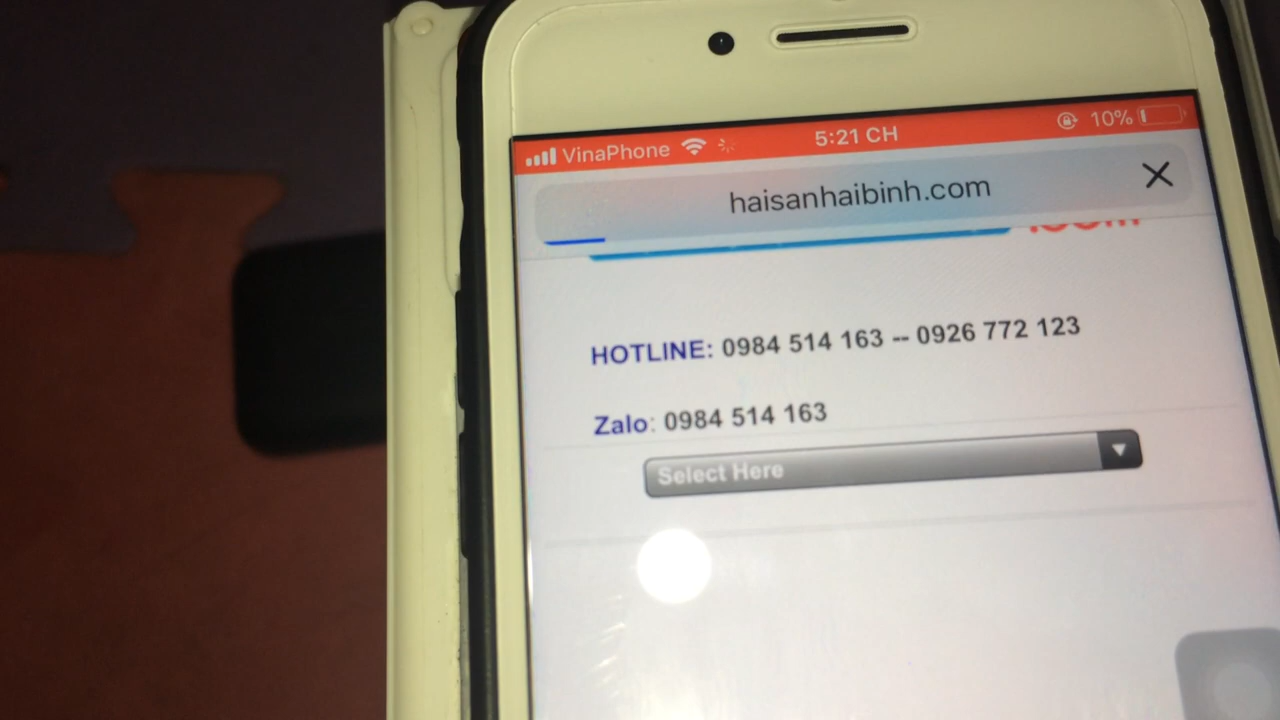 VinaPhone 5:21 CH 10%
haisanhaibinh.com
HOTLINE: 0984 514 163 -- 0926 772 123
Zalo: 0984 514 163
Select Here